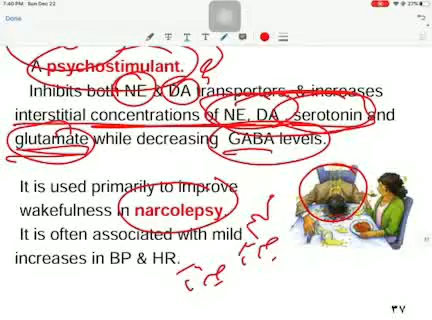 7:40 PM Sun Dec 22
A psychostimulant.
Inhibits both NE & DA transporters, & increases
interstitial concentrations of NE, DA, serotonin and
glutamate while decreasing GABA levels.
It is used primarily to improve
wakefulness in narcolepsy.
It is often associated with mild
increases in BP & HR.
٣٧